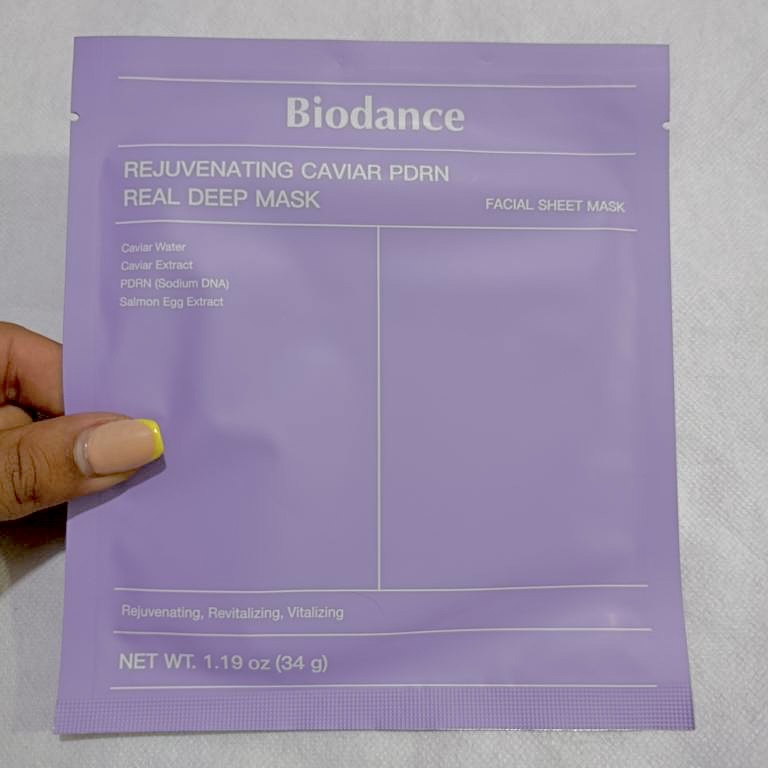 Biodance
REJUVENATING CAVIAR PDRN
REAL DEEP MASK
FACIAL SHEET MASK
Caviar Water
Caviar Extract
PDRN (Sodium DNA)
Salmon Egg Extract
Rejuvenating, Revitalizing, Vitalizing
NET WT. 1.19 oz (34 g)